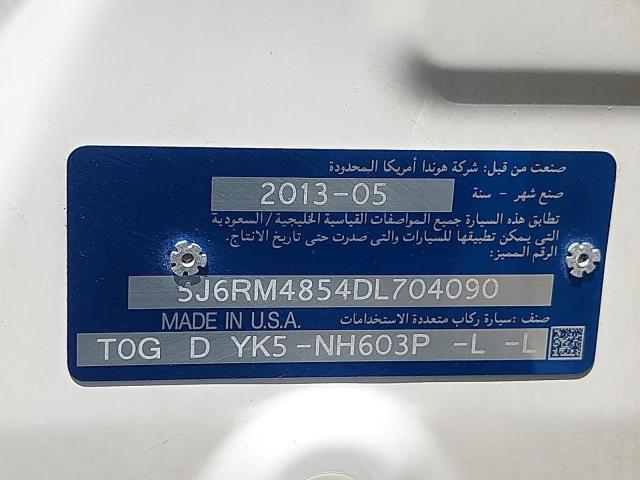 صنعت من قبل: شركة هوندا أمريكا المحدودة
صنع شهر - سنة 2013-05
تطابق هذه السيارة جميع المواصفات القياسية الخليجية / السعودية
التى يمكن تطبيقها للسيارات والتى صدرت حتى تاريخ الانتاج.
الرقم المميز:
5J6RM4854DL704090
صنف: سيارة ركاب متعددة الاستخدامات MADE IN U.S.A.
T0G D YK5-NH603P -L -L